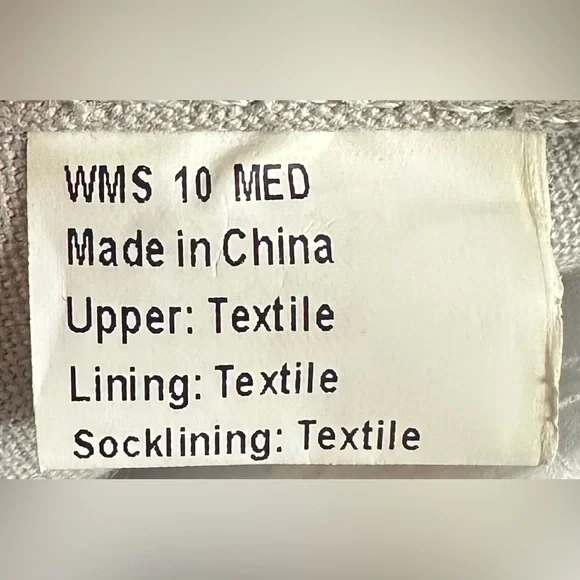 WMS 10 MED
Made in China
Upper: Textile
Lining: Textile
Socklining: Textile